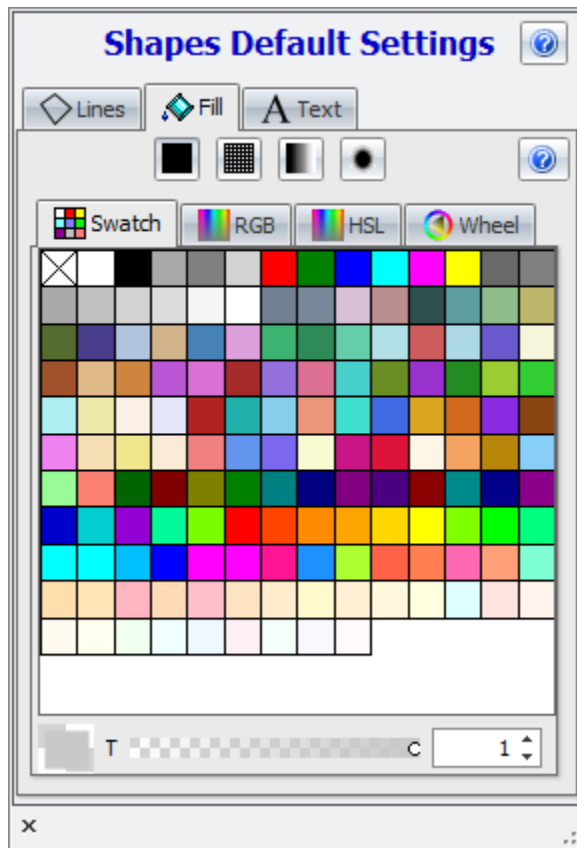 Shapes Default Settings
Lines Fill A Text
Swatch RGB HSL Wheel
T 1
x